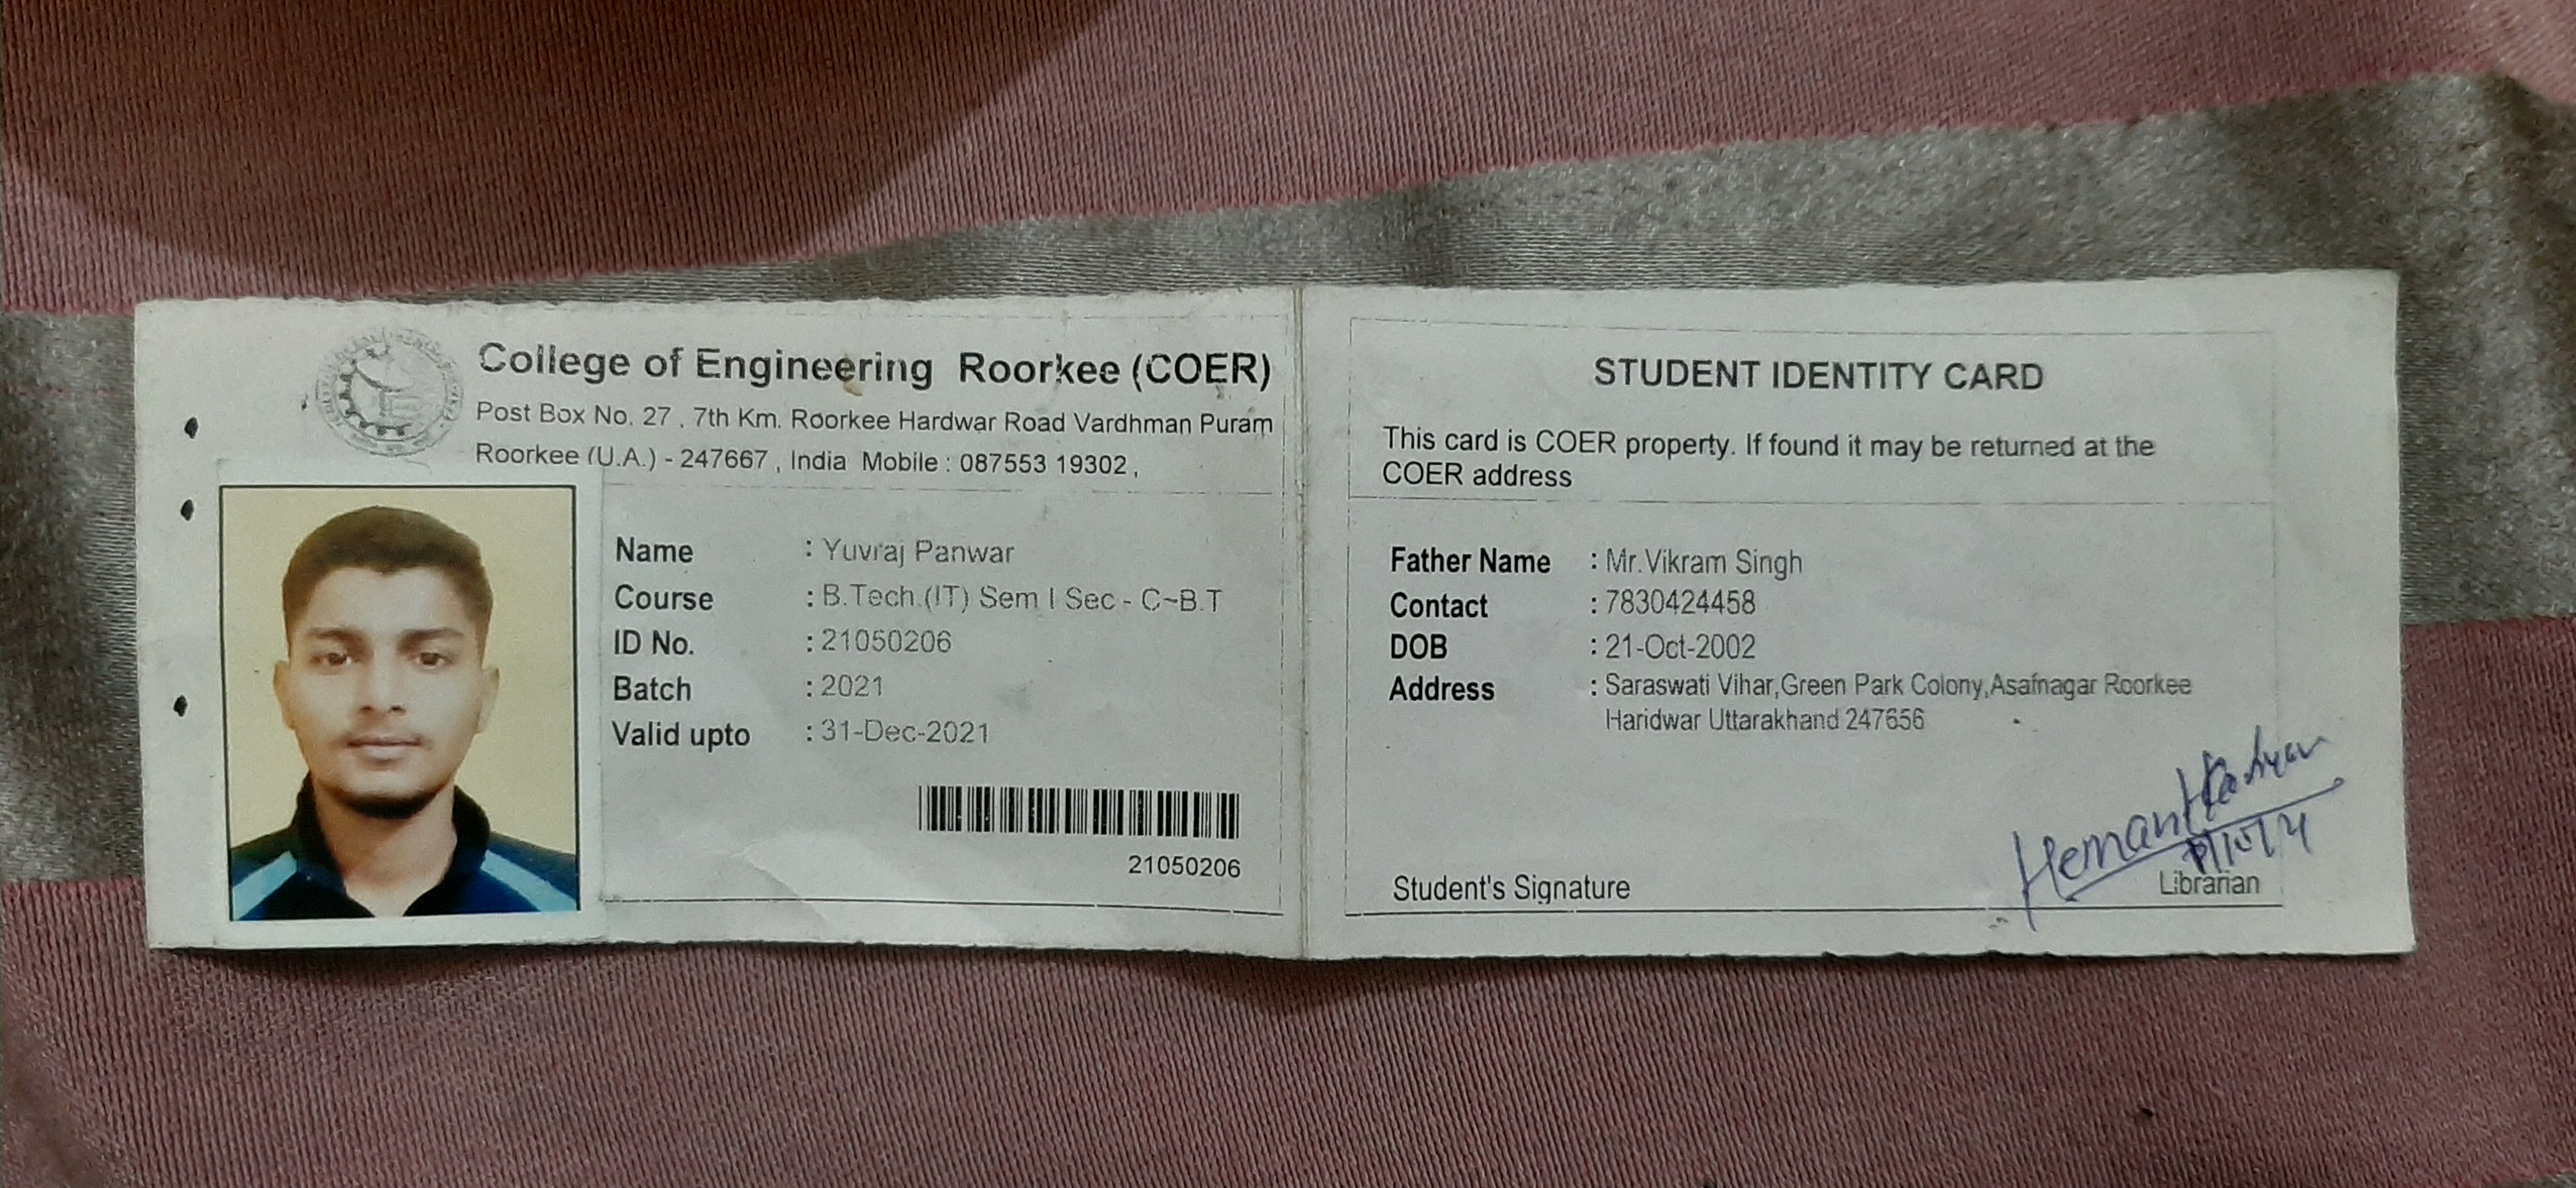 College of Engineering Roorkee (COER)
Post Box No. 27 , 7th Km. Roorkee Hardwar Road Vardhman Puram
Roorkee (U.A.) - 247667 , India Mobile : 087553 19302 ,
Name : Yuvraj Panwar
Course : B.Tech.(IT) Sem I Sec - C~B.T
ID No. : 21050206
Batch : 2021
Valid upto : 31-Dec-2021
21050206
STUDENT IDENTITY CARD
This card is COER property. If found it may be returned at the
COER address
Father Name : Mr.Vikram Singh
Contact : 7830424458
DOB : 21-Oct-2002
Address : Saraswati Vihar,Green Park Colony,Asafnagar Roorkee
Haridwar Uttarakhand 247656
Hemant
Student's Signature
Librarian